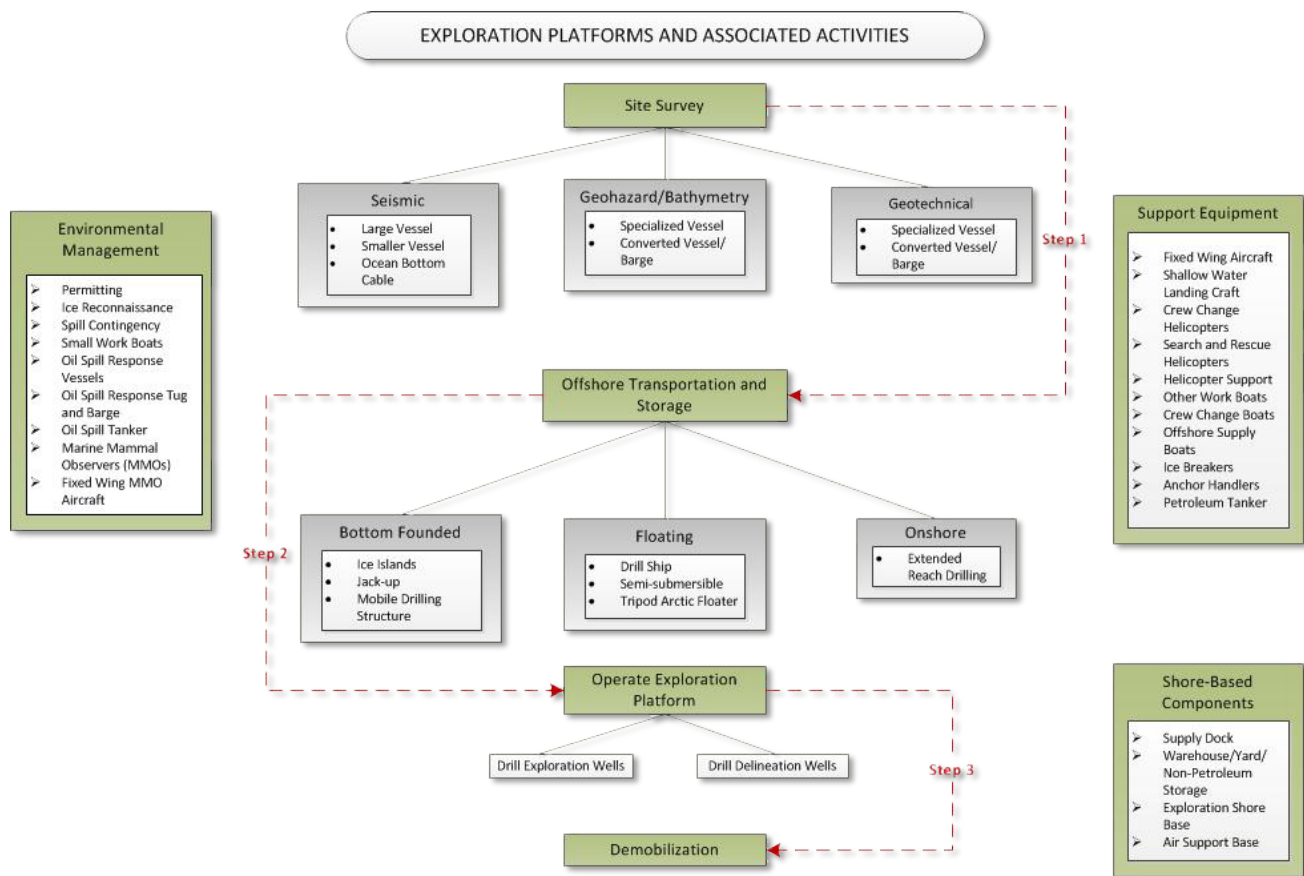 EXPLORATION PLATFORMS AND ASSOCIATED ACTIVITIES
Site Survey
Seismic
• Large Vessel
• Smaller Vessel
• Ocean Bottom
Cable
Geohazard/Bathymetry
• Specialized Vessel
• Converted Vessel/
Barge
Geotechnical
• Specialized Vessel
• Converted Vessel/
Barge
Step 1
Environmental
Management
➢ Permitting
➢ Ice Reconnaissance
➢ Spill Contingency
➢ Small Work Boats
➢ Oil Spill Response
Vessels
➢ Oil Spill Response Tug
and Barge
➢ Oil Spill Tanker
➢ Marine Mammal
Observers (MMOs)
➢ Fixed Wing MMO
Aircraft
Support Equipment
➢ Fixed Wing Aircraft
➢ Shallow Water
Landing Craft
➢ Crew Change
Helicopters
➢ Search and Rescue
Helicopters
➢ Helicopter Support
➢ Other Work Boats
➢ Crew Change Boats
➢ Offshore Supply
Boats
➢ Ice Breakers
➢ Anchor Handlers
➢ Petroleum Tanker
Offshore Transportation and
Storage
Bottom Founded
• Ice Islands
• Jack-up
• Mobile Drilling
Structure
Floating
• Drill Ship
• Semi-submersible
• Tripod Arctic Floater
Onshore
• Extended
Reach Drilling
Step 2
Operate Exploration
Platform
Drill Exploration Wells
Drill Delineation Wells
Step 3
Demobilization
Shore-Based
Components
➢ Supply Dock
➢ Warehouse/Yard/
Non-Petroleum
Storage
➢ Exploration Shore
Base
➢ Air Support Base